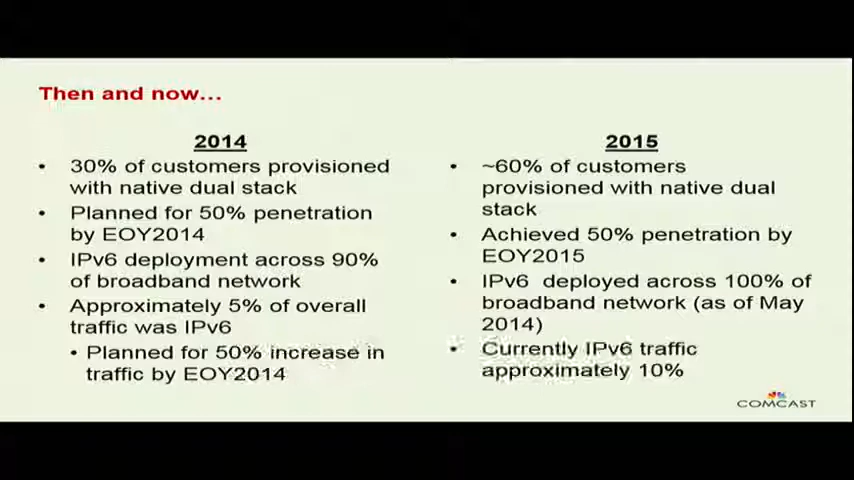 Then and now...
2014
• 30% of customers provisioned
with native dual stack
• Planned for 50% penetration
by EOY2014
• IPv6 deployment across 90%
of broadband network
• Approximately 5% of overall
traffic was IPv6
• Planned for 50% increase in
traffic by EOY2014
2015
• ~60% of customers
provisioned with native dual
stack
• Achieved 50% penetration by
EOY2015
• IPv6 deployed across 100% of
broadband network (as of May
2014)
• Currently IPv6 traffic
approximately 10%
COMCAST